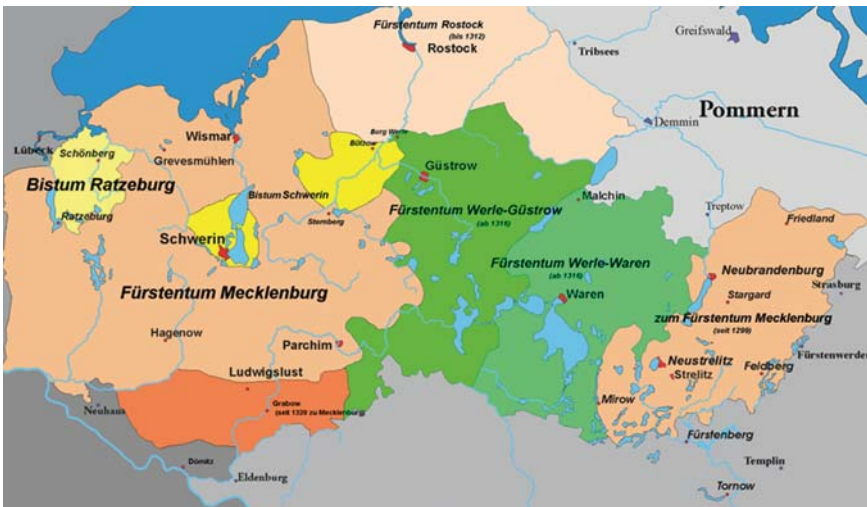 Fürstentum Rostock
(bis 1312)
Rostock
Tribsees
Greifswald
Pommern
Demmin
Lübeck
Schönberg
Wismar
Grevesmühlen
Burg Werle
Bützow
Güstrow
Bistum Ratzeburg
Bistum Schwerin
Ratzeburg
Sternberg
Fürstentum Werle-Güstrow
(ab 1316)
Malchin
Treptow
Friedland
Schwerin
Fürstentum Werle-Waren
(ab 1316)
Neubrandenburg
Strasburg
Fürstentum Mecklenburg
Waren
Stargard
zum Fürstentum Mecklenburg
(seit 1299)
Hagenow
Parchim
Fürstenwerder
Neustrelitz
Strelitz
Feldberg
Ludwigslust
Mirow
Neuhaus
Grabow
(seit 1320 zu Mecklenburg)
Fürstenberg
Dömitz
Eldenburg
Templin
Tornow